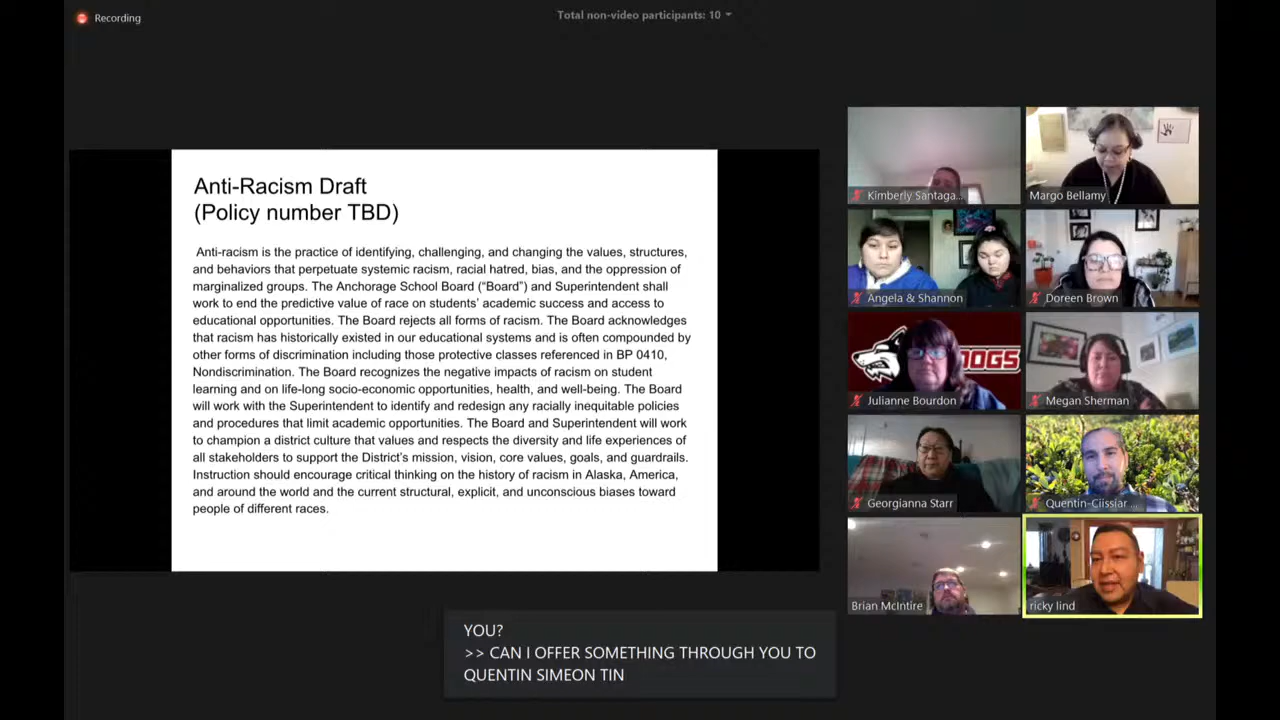 Recording
Total non-video participants: 10
Anti-Racism Draft
(Policy number TBD)
Anti-racism is the practice of identifying, challenging, and changing the values, structures,
and behaviors that perpetuate systemic racism, racial hatred, bias, and the oppression of
marginalized groups. The Anchorage School Board (“Board”) and Superintendent shall
work to end the predictive value of race on students’ academic success and access to
educational opportunities. The Board rejects all forms of racism. The Board acknowledges
that racism has historically existed in our educational systems and is often compounded by
other forms of discrimination including those protective classes referenced in BP 0410,
Nondiscrimination. The Board recognizes the negative impacts of racism on student
learning and on life-long socio-economic opportunities, health, and well-being. The Board
will work with the Superintendent to identify and redesign any racially inequitable policies
and procedures that limit academic opportunities. The Board and Superintendent will work
to champion a district culture that values and respects the diversity and life experiences of
all stakeholders to support the District’s mission, vision, core values, goals, and guardrails.
Instruction should encourage critical thinking on the history of racism in Alaska, America,
and around the world and the current structural, explicit, and unconscious biases toward
people of different races.
Kimberly Santaga...
Margo Bellamy
Angela & Shannon
Doreen Brown
DOGS
Julianne Bourdon
Megan Sherman
Georgianna Starr
Quentin-Ciissiar ...
Brian McIntire
ricky lind
YOU?
>> CAN I OFFER SOMETHING THROUGH YOU TO
QUENTIN SIMEON TIN